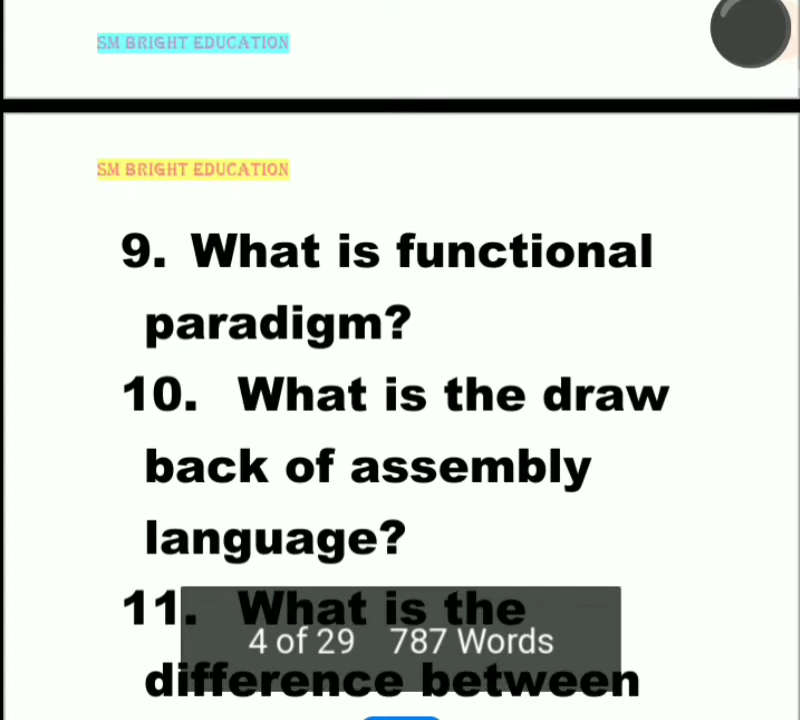 SM BRIGHT EDUCATION
SM BRIGHT EDUCATION
9. What is functional
paradigm?
10. What is the draw
back of assembly
language?
11. What is the
4 of 29 787 Words
difference between